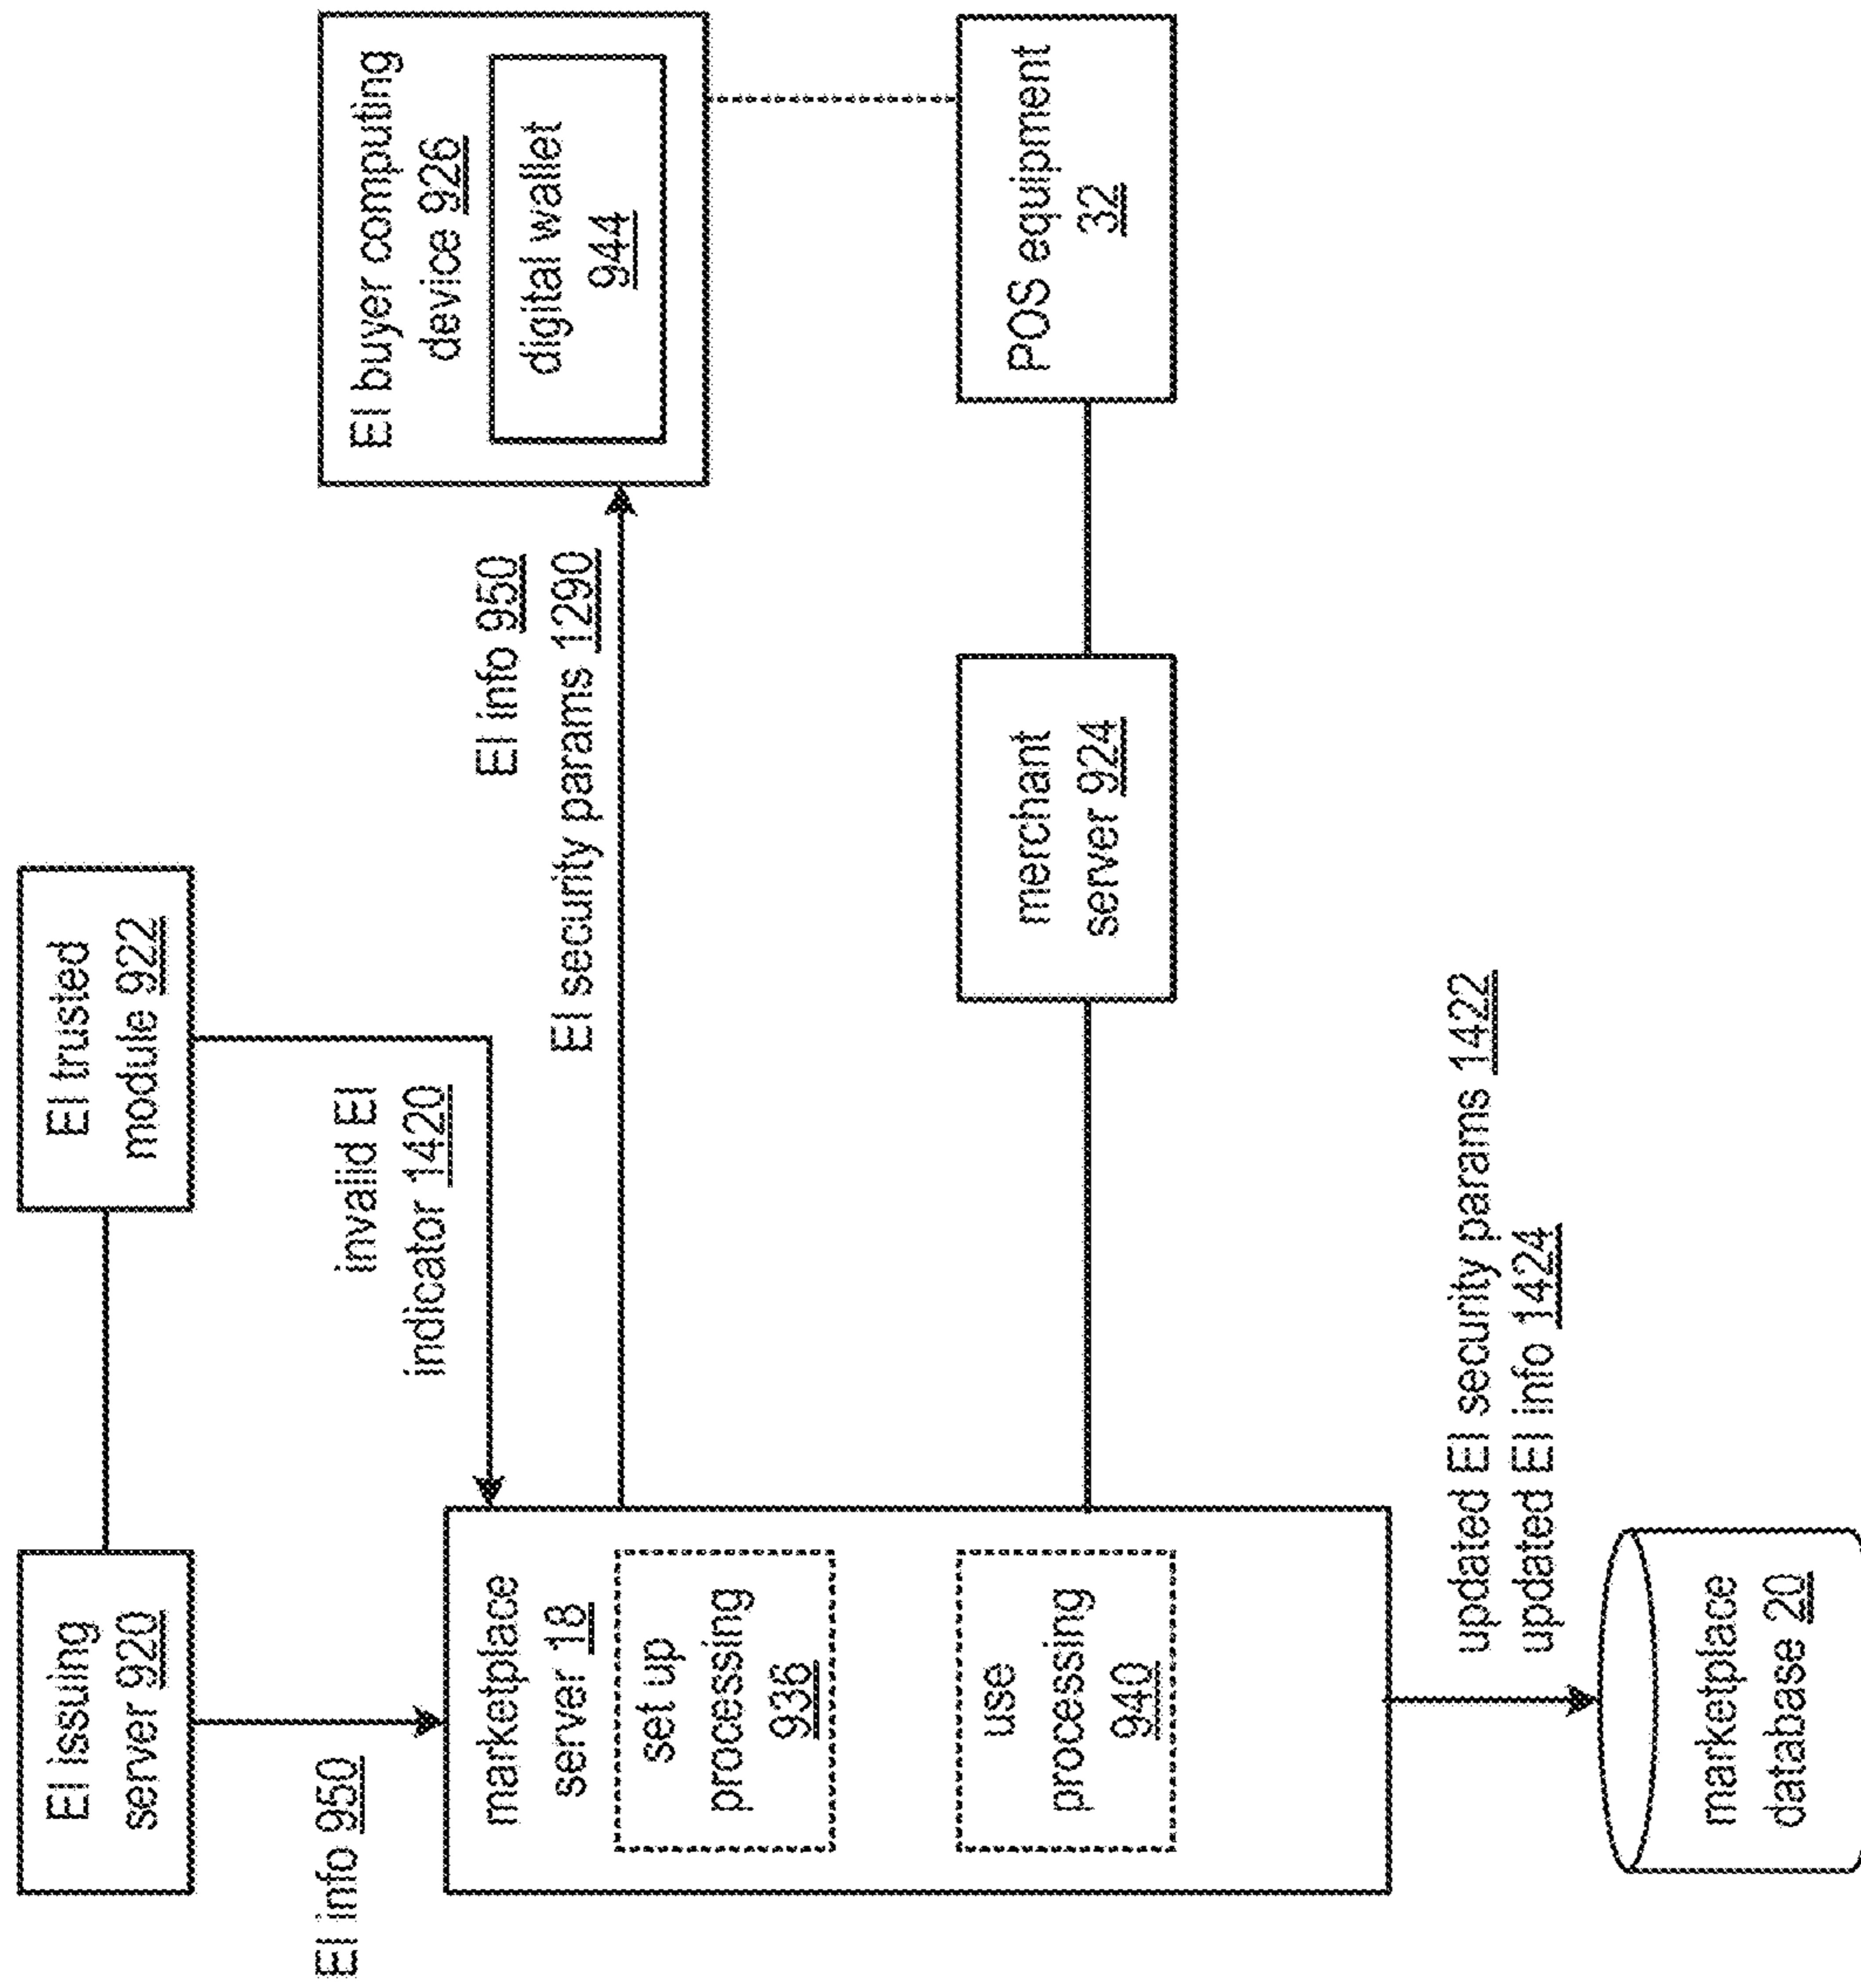 EI issuing
server 920
EI trusted
module 922
EI info 950
invalid EI
indicator 1420
EI buyer computing
device 926
digital wallet
944
EI info 950
EI security params 1290
marketplace
server 18
set up
processing
936
use
processing
940
merchant
server 924
POS equipment
32
updated EI security params 1422
updated EI info 1424
marketplace
database 20